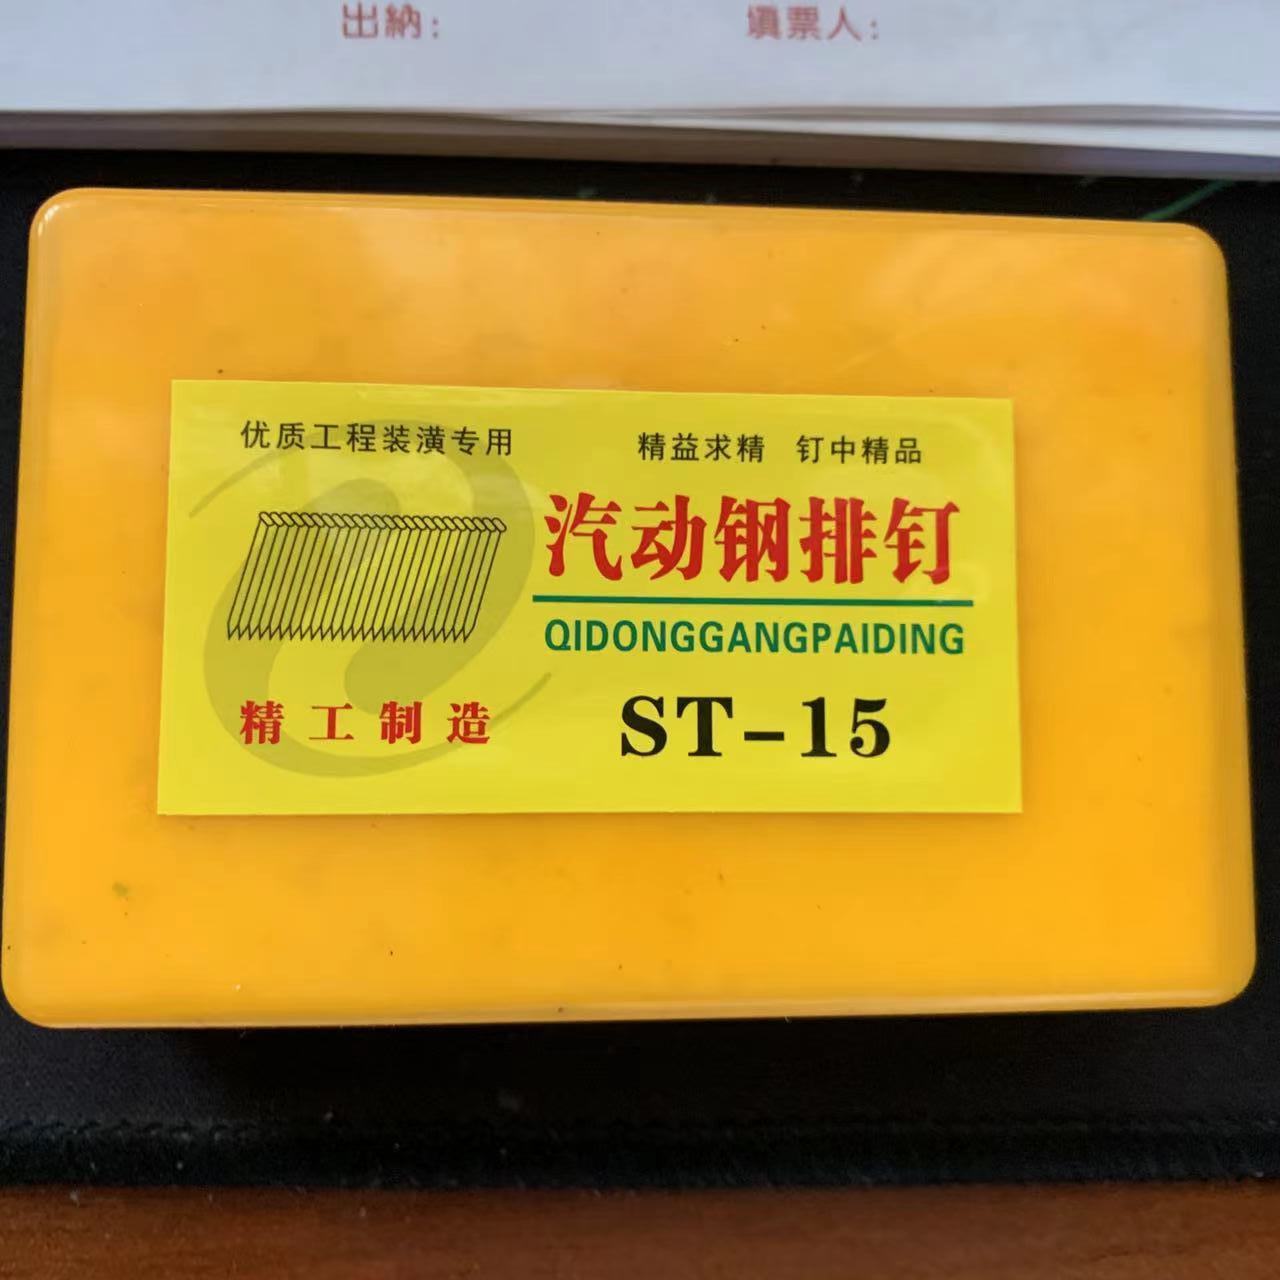 出納: 填票人:
优质工程装潢专用
精益求精 钉中精品
汽动钢排钉
QIDONGGANGPAIDING
精工制造
ST-15